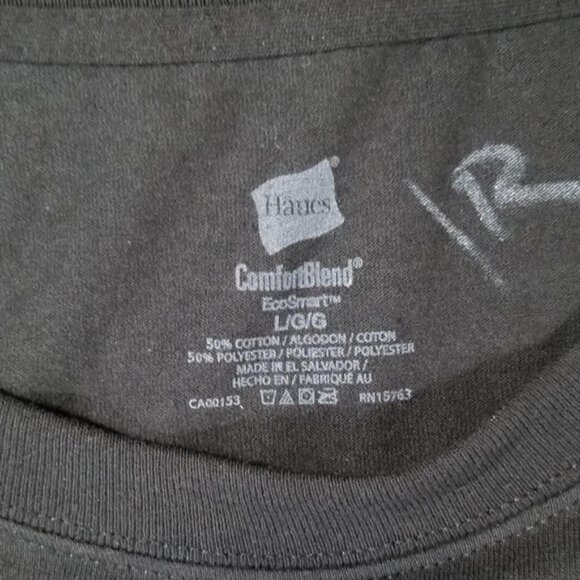 Hanes®
ComfortBlend®
EcoSmart™
L/G/G
50% COTTON / ALGODON / COTON
50% POLYESTER / POLIESTER / POLYESTER
MADE IN EL SALVADOR /
HECHO EN / FABRIQUÉ AU
CA00153 RN15763